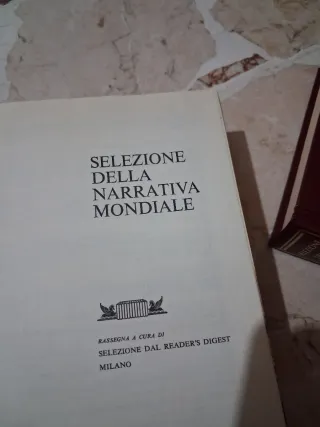 SELEZIONE
DELLA
NARRATIVA
MONDIALE
RASSEGNA A CURA DI
SELEZIONE DAL READER'S DIGEST
MILANO